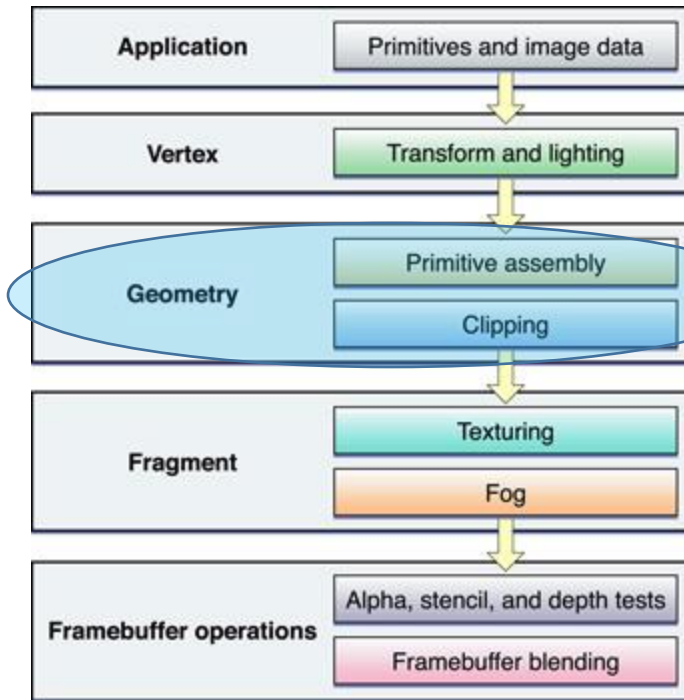 Application
Primitives and image data
Vertex
Transform and lighting
Geometry
Primitive assembly
Clipping
Fragment
Texturing
Fog
Framebuffer operations
Alpha, stencil, and depth tests
Framebuffer blending